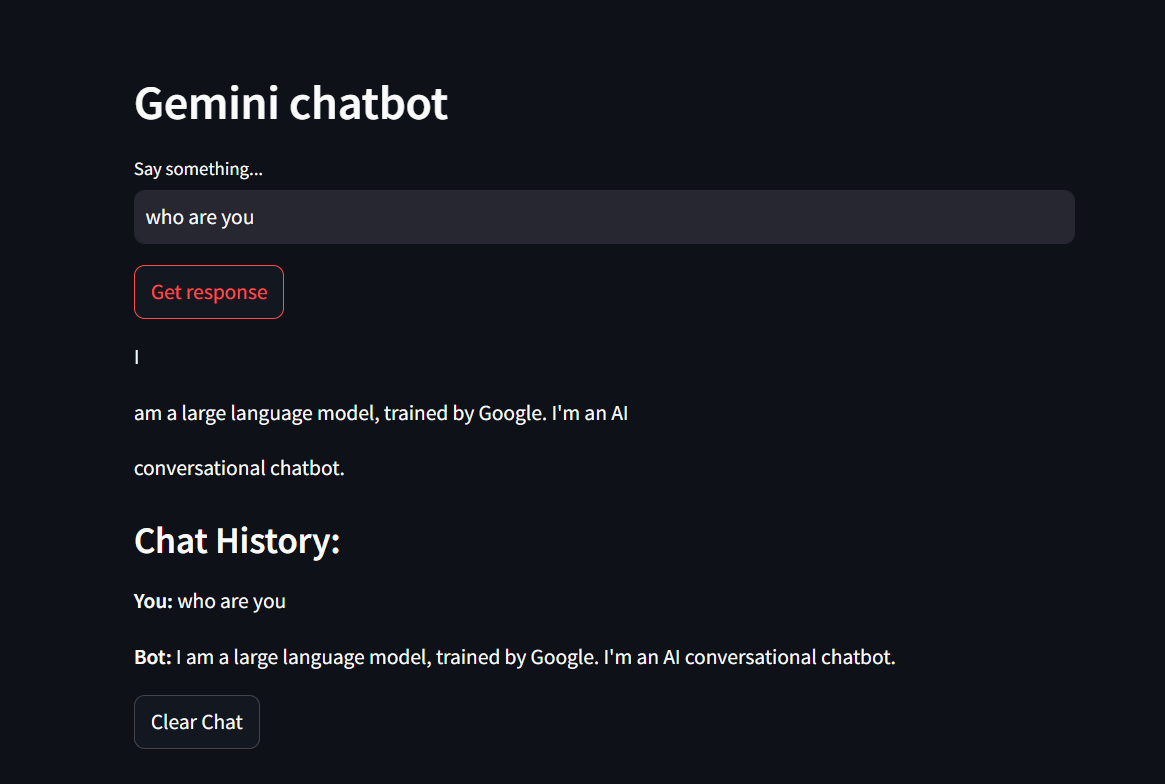 Gemini chatbot
Say something...
who are you
Get response
I
am a large language model, trained by Google. I'm an AI
conversational chatbot.
Chat History:
You: who are you
Bot: I am a large language model, trained by Google. I'm an AI conversational chatbot.
Clear Chat